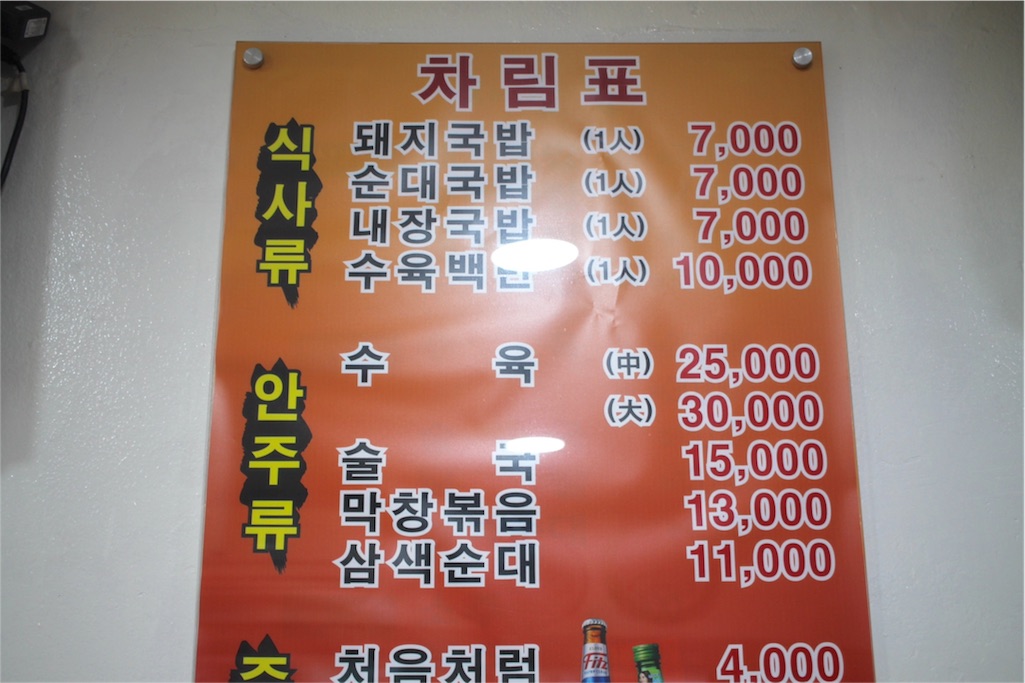 차림표
식사류
돼지국밥 (1人) 7,000
순대국밥 (1人) 7,000
내장국밥 (1人) 7,000
수육백반 (1人) 10,000
안주류
수육 (中) 25,000
(大) 30,000
술국 15,000
막창볶음 13,000
삼색순대 11,000
처음처럼 4,000
Fitz